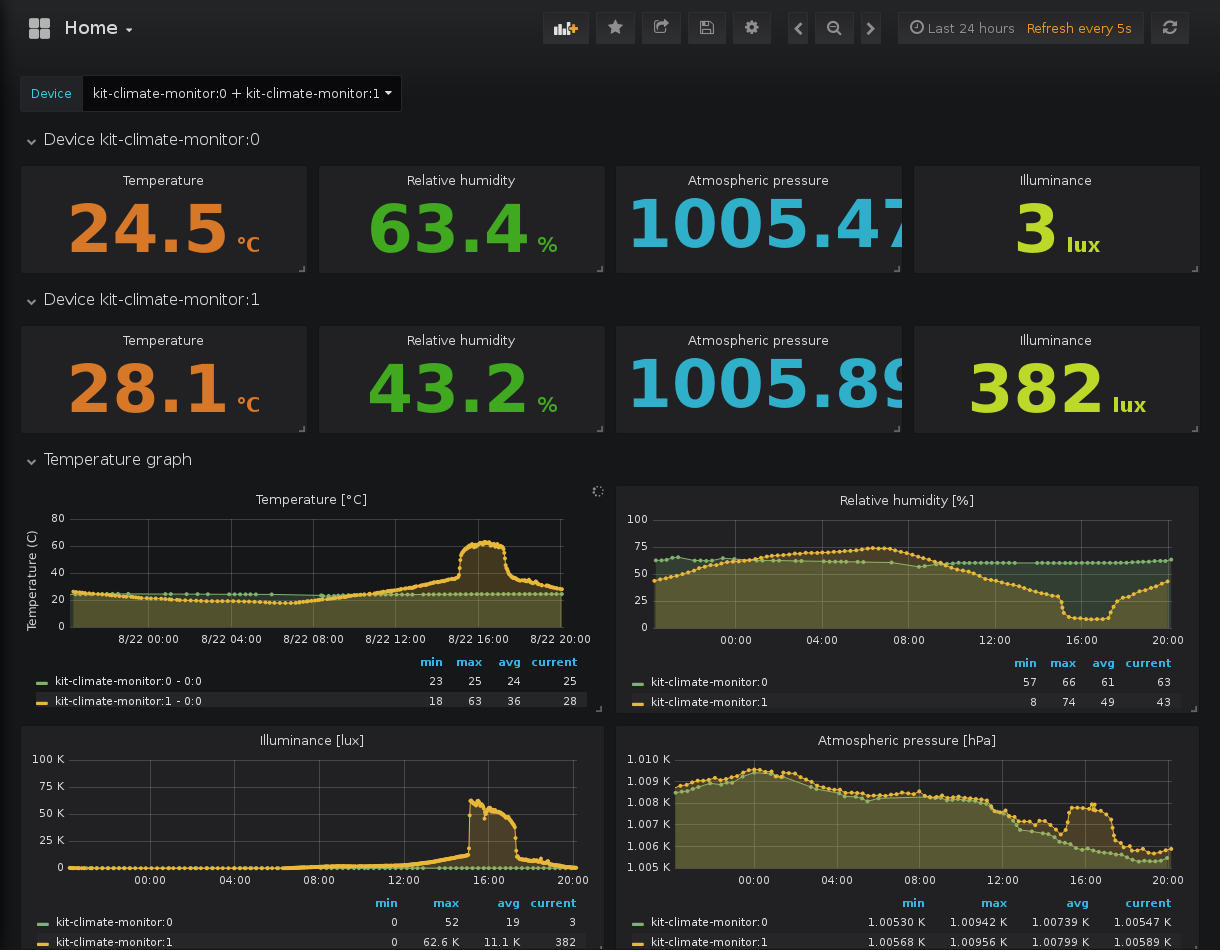 Home
Last 24 hours Refresh every 5s
Device kit-climate-monitor:0 + kit-climate-monitor:1
Device kit-climate-monitor:0
Temperature Relative humidity Atmospheric pressure Illuminance
24.5 °C 63.4 % 1005.47 3 lux
Device kit-climate-monitor:1
Temperature Relative humidity Atmospheric pressure Illuminance
28.1 °C 43.2 % 1005.89 382 lux
Temperature graph
Temperature [°C]
Temperature (C)
80
60
40
20
0
8/22 00:00 8/22 04:00 8/22 08:00 8/22 12:00 8/22 16:00 8/22 20:00
min max avg current
kit-climate-monitor:0 - 0:0 23 25 24 25
kit-climate-monitor:1 - 0:0 18 63 36 28
Relative humidity [%]
100
75
50
25
0
00:00 04:00 08:00 12:00 16:00 20:00
min max avg current
kit-climate-monitor:0 57 66 61 63
kit-climate-monitor:1 8 74 49 43
Illuminance [lux]
100 K
75 K
50 K
25 K
0
00:00 04:00 08:00 12:00 16:00 20:00
min max avg current
kit-climate-monitor:0 0 52 19 3
kit-climate-monitor:1 0 62.6 K 11.1 K 382
Atmospheric pressure [hPa]
1.010 K
1.009 K
1.008 K
1.007 K
1.006 K
1.005 K
00:00 04:00 08:00 12:00 16:00 20:00
min max avg current
kit-climate-monitor:0 1.00530 K 1.00942 K 1.00739 K 1.00547 K
kit-climate-monitor:1 1.00568 K 1.00956 K 1.00799 K 1.00589 K